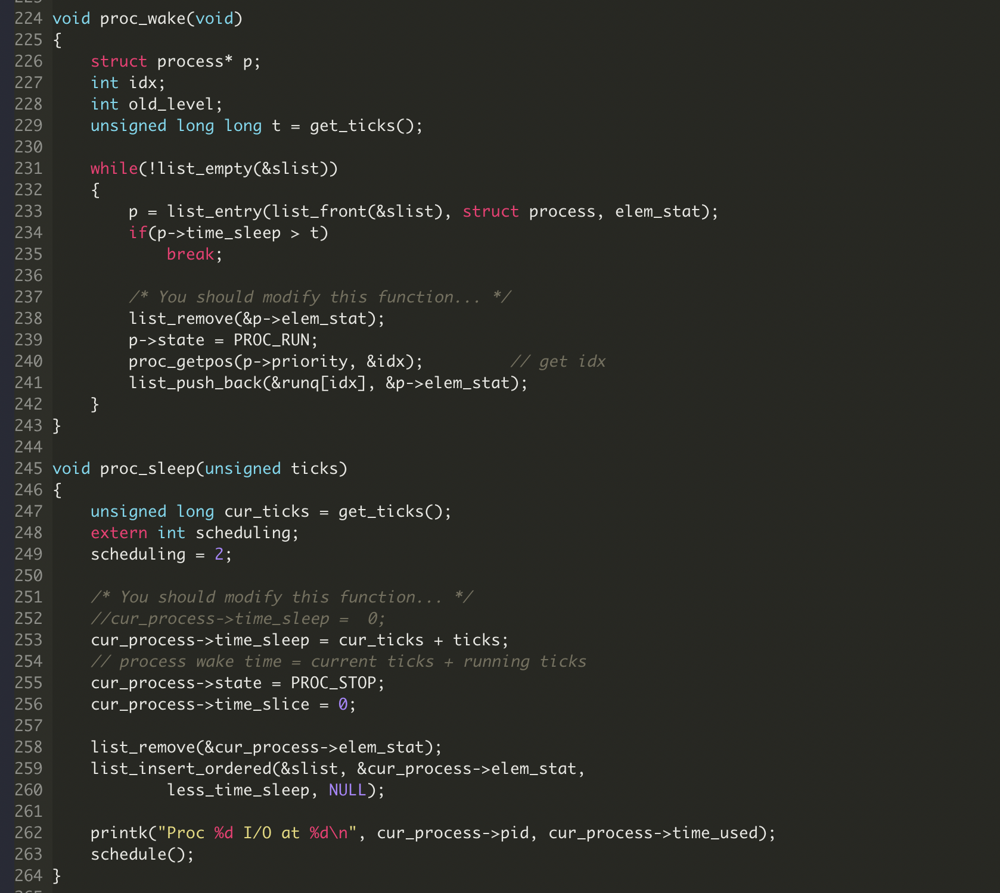 224 void proc_wake(void)
225 {
226     struct process* p;
227     int idx;
228     int old_level;
229     unsigned long long t = get_ticks();
230
231     while(!list_empty(&slist))
232     {
233         p = list_entry(list_front(&slist), struct process, elem_stat);
234         if(p->time_sleep > t)
235             break;
236
237         /* You should modify this function... */
238         list_remove(&p->elem_stat);
239         p->state = PROC_RUN;
240         proc_getpos(p->priority, &idx);         // get idx
241         list_push_back(&runq[idx], &p->elem_stat);
242     }
243 }
244
245 void proc_sleep(unsigned ticks)
246 {
247     unsigned long cur_ticks = get_ticks();
248     extern int scheduling;
249     scheduling = 2;
250
251     /* You should modify this function... */
252     //cur_process->time_sleep =  0;
253     cur_process->time_sleep = cur_ticks + ticks;
254     // process wake time = current ticks + running ticks
255     cur_process->state = PROC_STOP;
256     cur_process->time_slice = 0;
257
258     list_remove(&cur_process->elem_stat);
259     list_insert_ordered(&slist, &cur_process->elem_stat,
260             less_time_sleep, NULL);
261
262     printk("Proc %d I/O at %d\n", cur_process->pid, cur_process->time_used);
263     schedule();
264 }